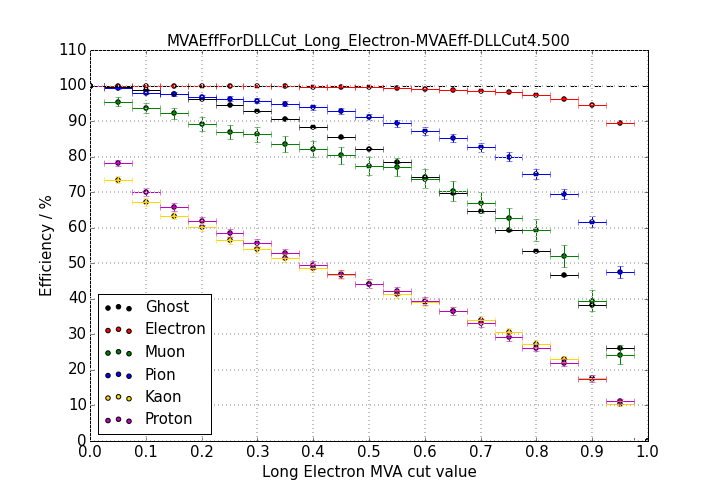 MVAEffForDLLCut_Long_Electron-MVAEff-DLLCut4.500
110
100
90
80
70
60
50
40
30
20
10
0
Efficiency / %
Ghost
Electron
Muon
Pion
Kaon
Proton
0.0 0.1 0.2 0.3 0.4 0.5 0.6 0.7 0.8 0.9 1.0
Long Electron MVA cut value